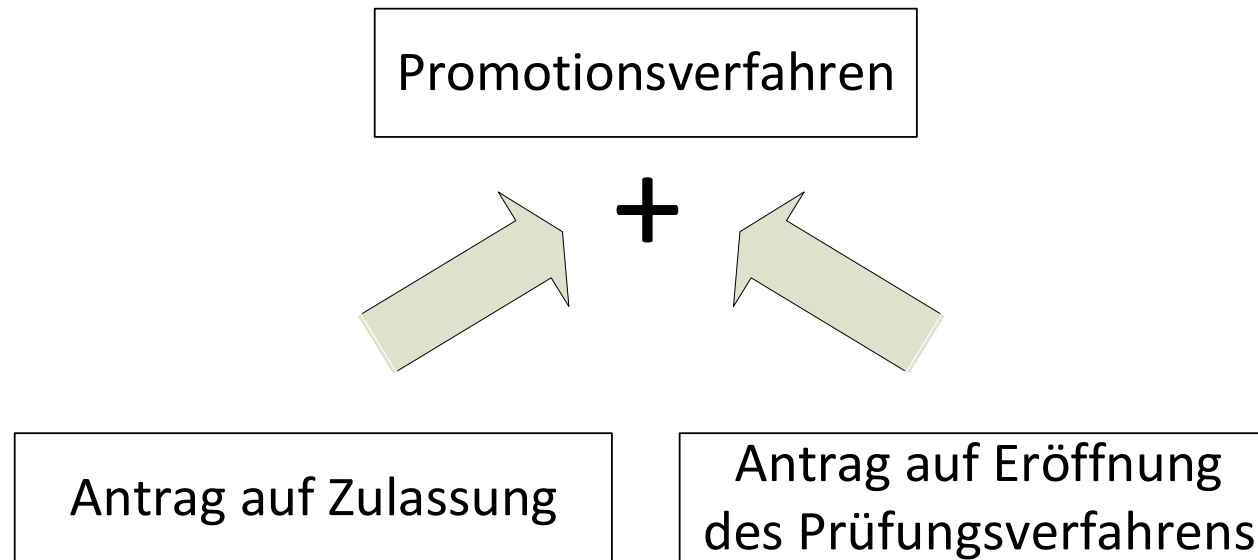 Promotionsverfahren
+
Antrag auf Zulassung
Antrag auf Eröffnung
des Prüfungsverfahrens